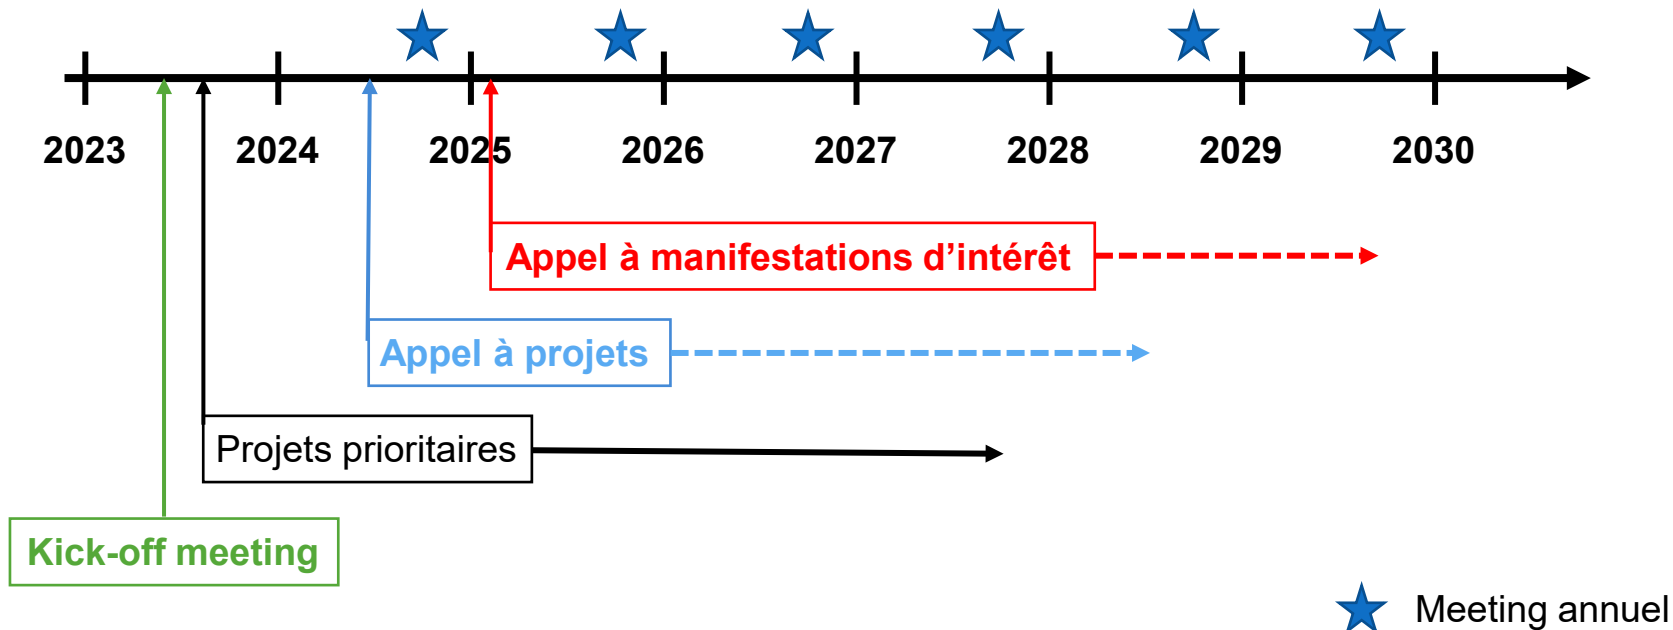 2023 2024 2025 2026 2027 2028 2029 2030
Appel à manifestations d’intérêt
Appel à projets
Projets prioritaires
Kick-off meeting
Meeting annuel